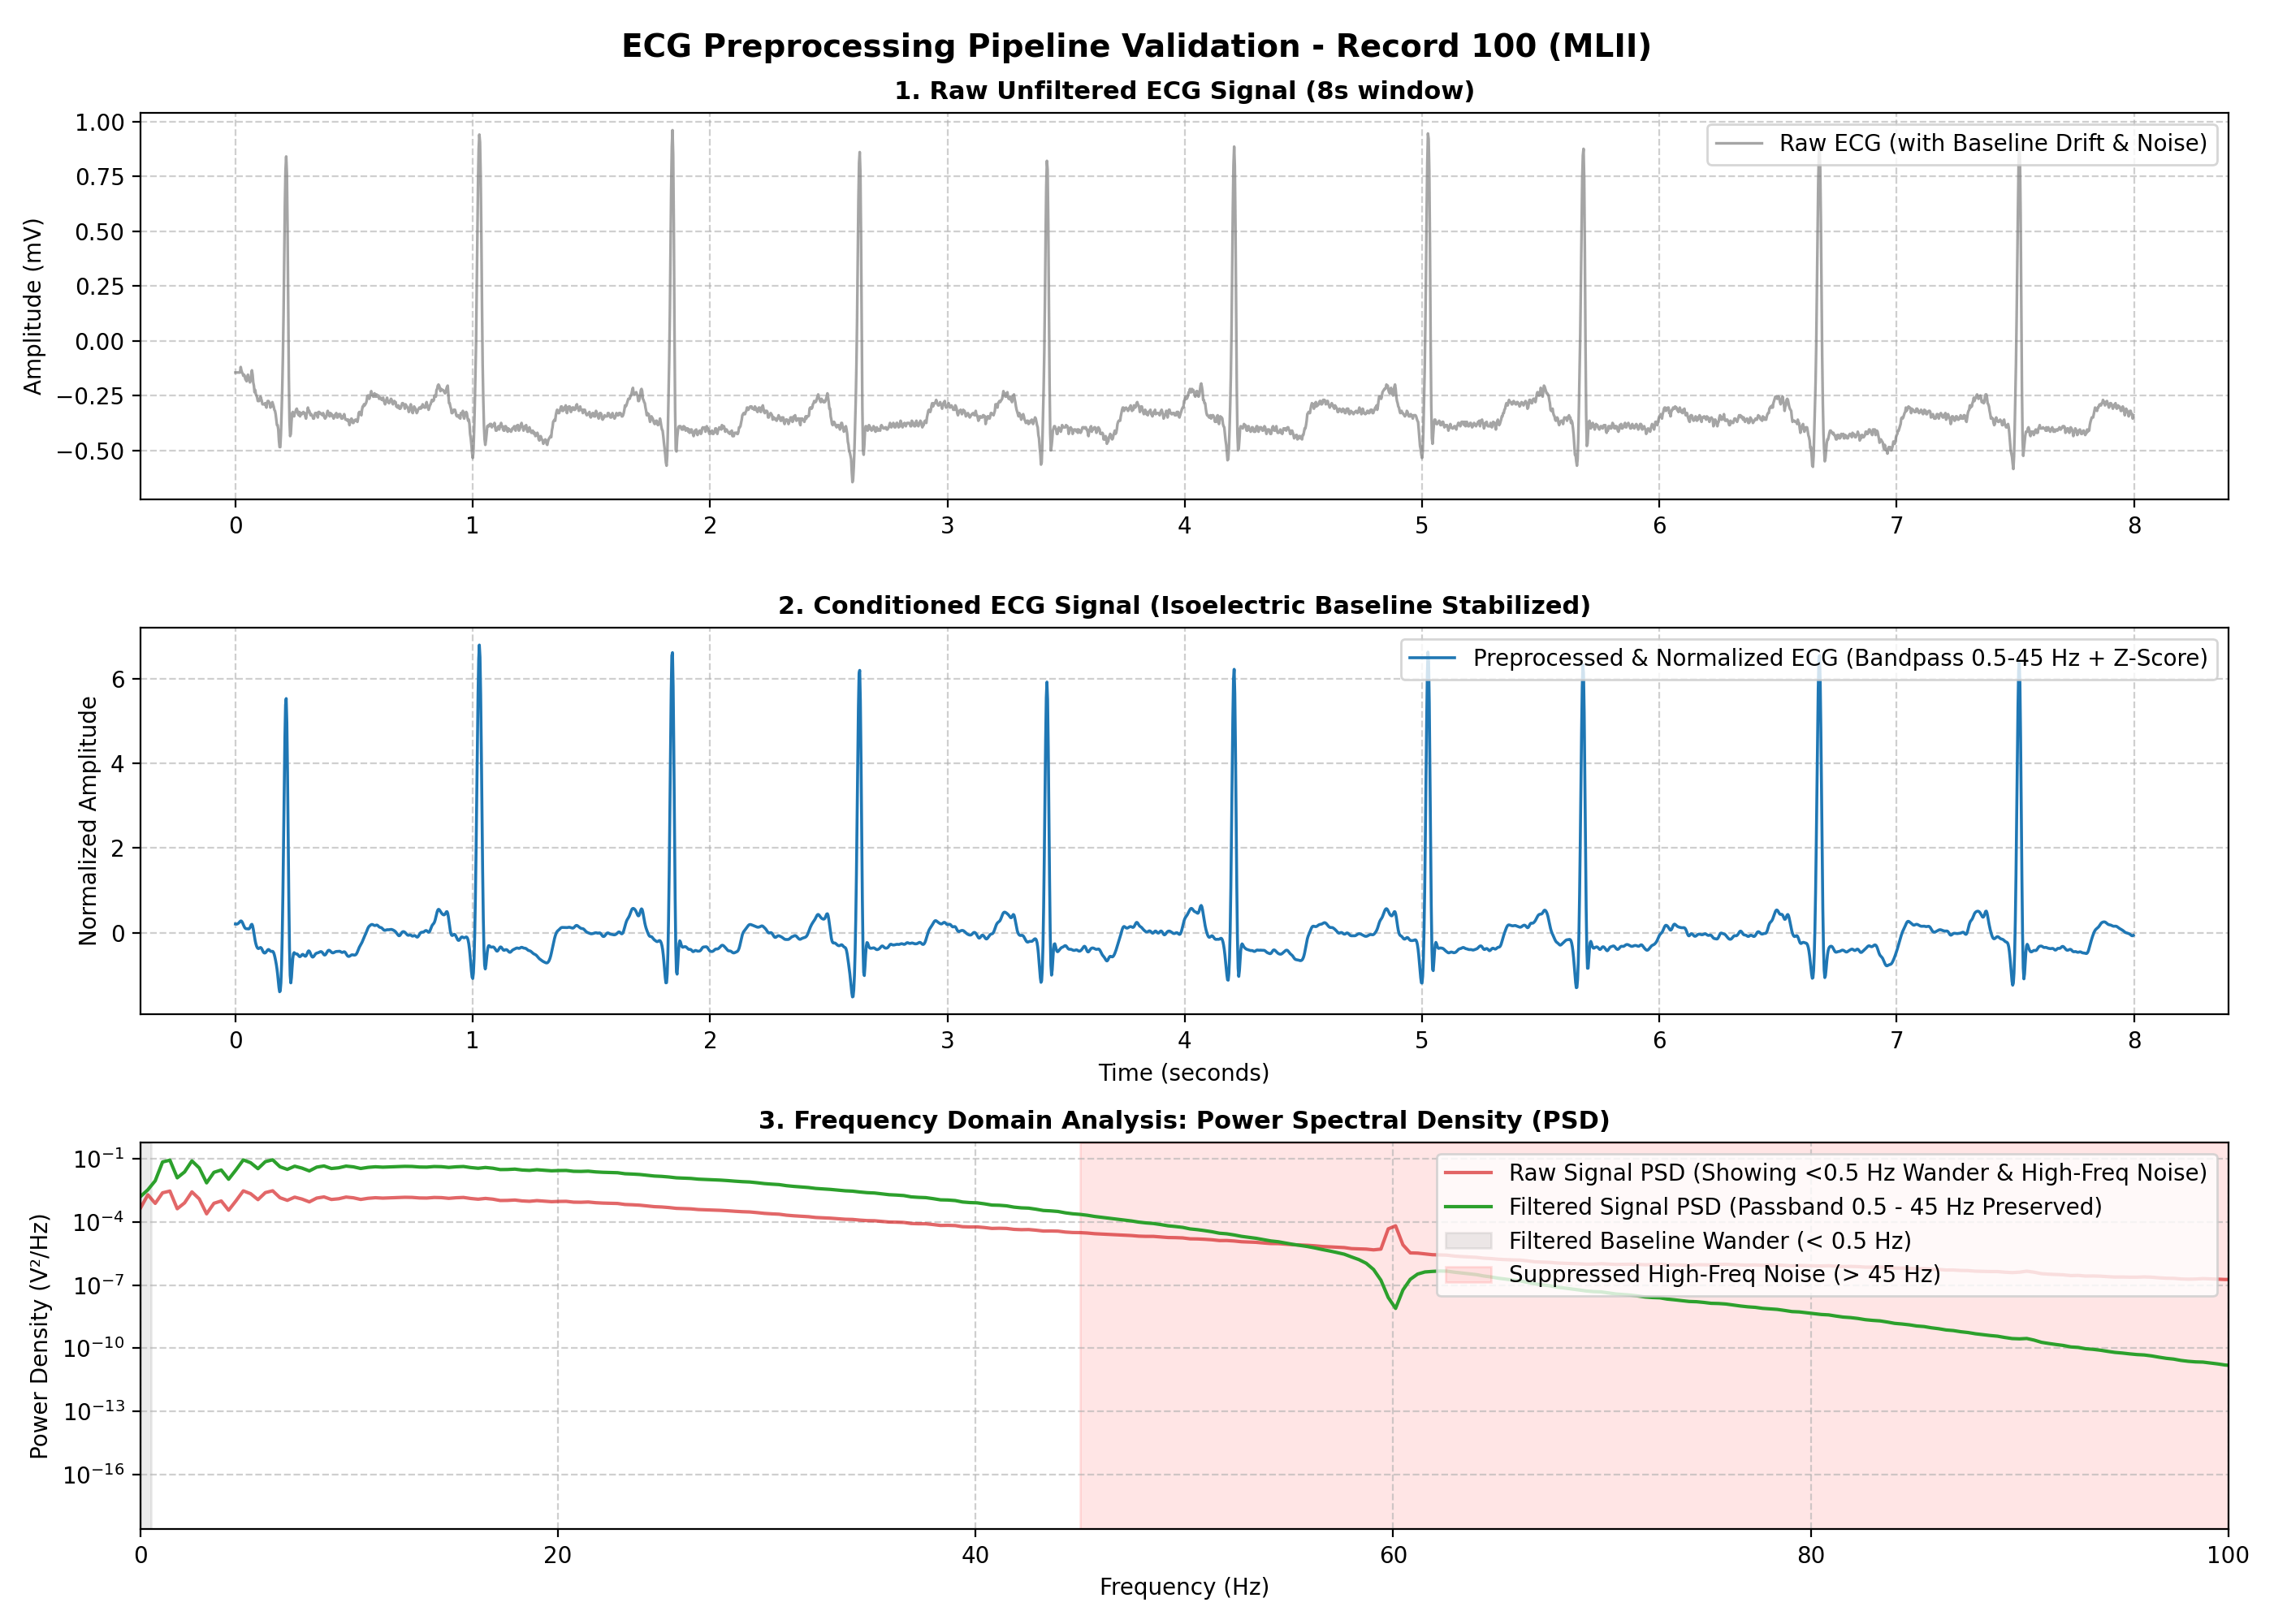 ECG Preprocessing Pipeline Validation - Record 100 (MLII)
1. Raw Unfiltered ECG Signal (8s window)
Raw ECG (with Baseline Drift & Noise)
Amplitude (mV)
1.00
0.75
0.50
0.25
0.00
−0.25
−0.50
0 1 2 3 4 5 6 7 8
2. Conditioned ECG Signal (Isoelectric Baseline Stabilized)
Preprocessed & Normalized ECG (Bandpass 0.5-45 Hz + Z-Score)
Normalized Amplitude
6
4
2
0
0 1 2 3 4 5 6 7 8
Time (seconds)
3. Frequency Domain Analysis: Power Spectral Density (PSD)
Raw Signal PSD (Showing <0.5 Hz Wander & High-Freq Noise)
Filtered Signal PSD (Passband 0.5 - 45 Hz Preserved)
Filtered Baseline Wander (< 0.5 Hz)
Suppressed High-Freq Noise (> 45 Hz)
Power Density (V²/Hz)
10⁻¹
10⁻⁴
10⁻⁷
10⁻¹⁰
10⁻¹³
10⁻¹⁶
0 20 40 60 80 100
Frequency (Hz)